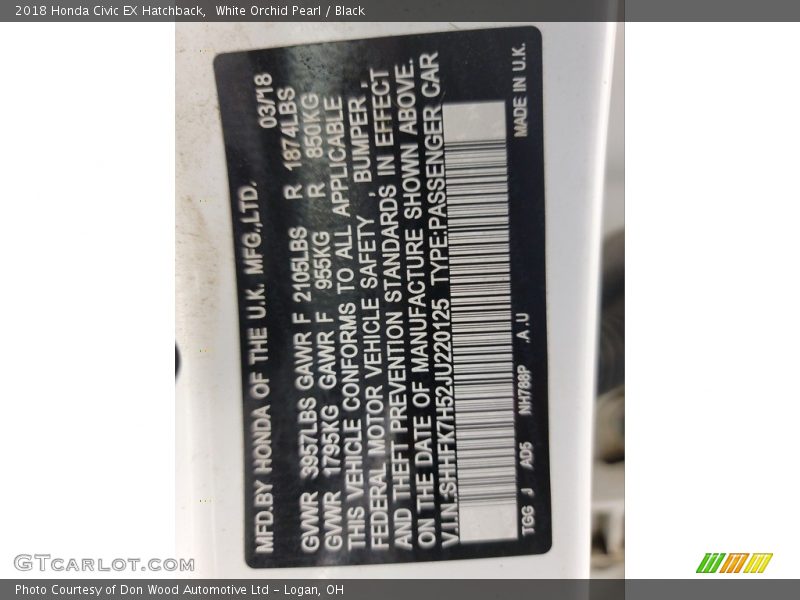 2018 Honda Civic EX Hatchback,  White Orchid Pearl / Black
MFD.BY HONDA OF THE U.K. MFG.,LTD. 03/18
GVWR 3957LBS GAWR F 2105LBS R 1874LBS
GVWR 1795KG GAWR F 955KG R 850KG
THIS VEHICLE CONFORMS TO ALL APPLICABLE
FEDERAL MOTOR VEHICLE SAFETY , BUMPER ,
AND THEFT PREVENTION STANDARDS IN EFFECT
ON THE DATE OF MANUFACTURE SHOWN ABOVE.
V.I.N.:SHHFK7H52JU220125 TYPE:PASSENGER CAR
TGG J AD5 NH788P .A.U MADE IN U.K.
GTCARLOT.COM
Photo Courtesy of Don Wood Automotive Ltd - Logan, OH